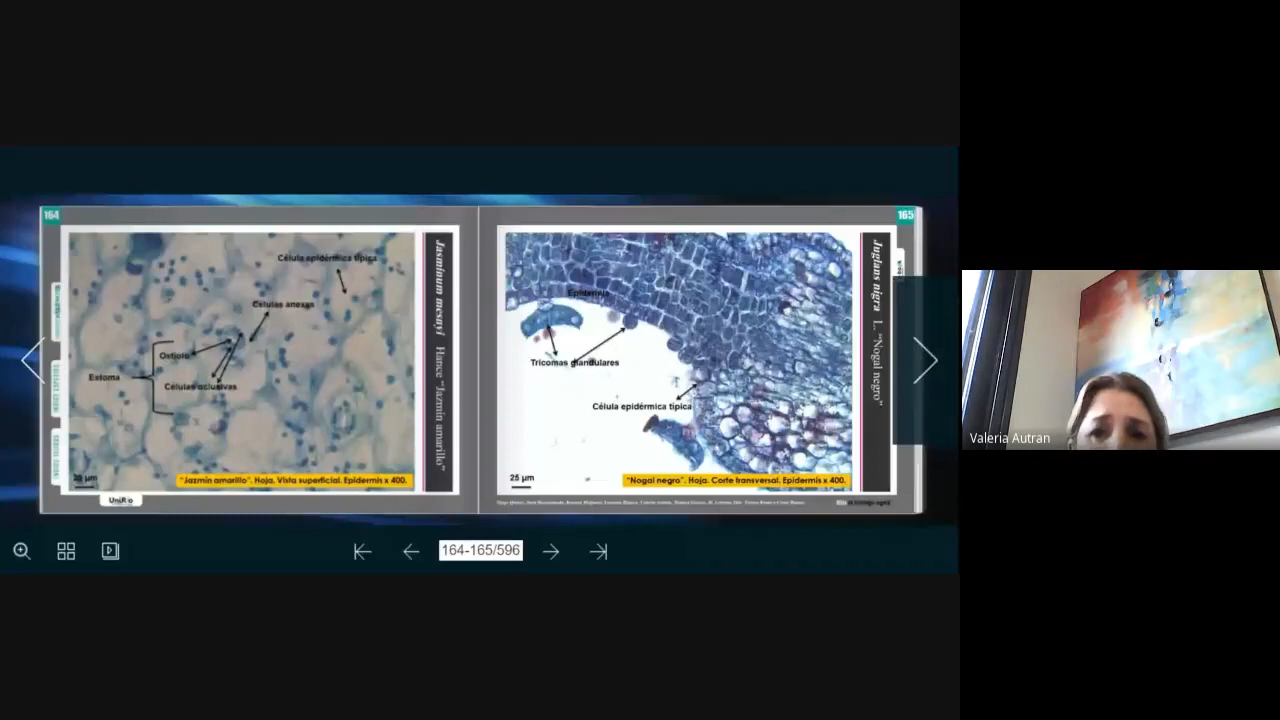 164
Célula epidérmica típica
Células anexas
Ostíolo
Estoma
Células oclusivas
20 µm
"Jazmín amarillo". Hoja. Vista superficial. Epidermis x 400.
Jasminum mesnyi Hance "Jazmín amarillo"
UniRío
165
Epidermis
Tricomas glandulares
Célula epidérmica típica
25 µm
"Nogal negro". Hoja. Corte transversal. Epidermis x 400.
Juglans nigra L. "Nogal negro"
164-165/596
Valeria Autran